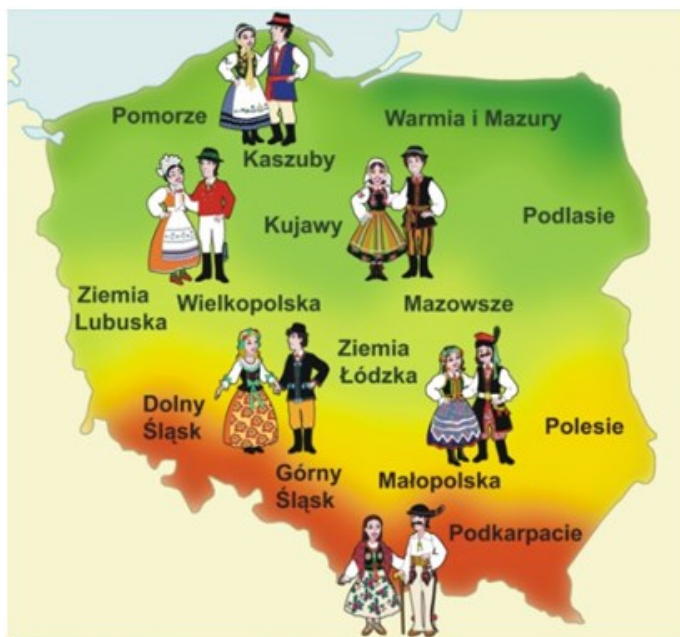 Pomorze
Warmia i Mazury
Kaszuby
Kujawy
Podlasie
Ziemia
Lubuska
Wielkopolska
Mazowsze
Ziemia
Łódzka
Dolny
Śląsk
Polesie
Górny
Śląsk
Małopolska
Podkarpacie